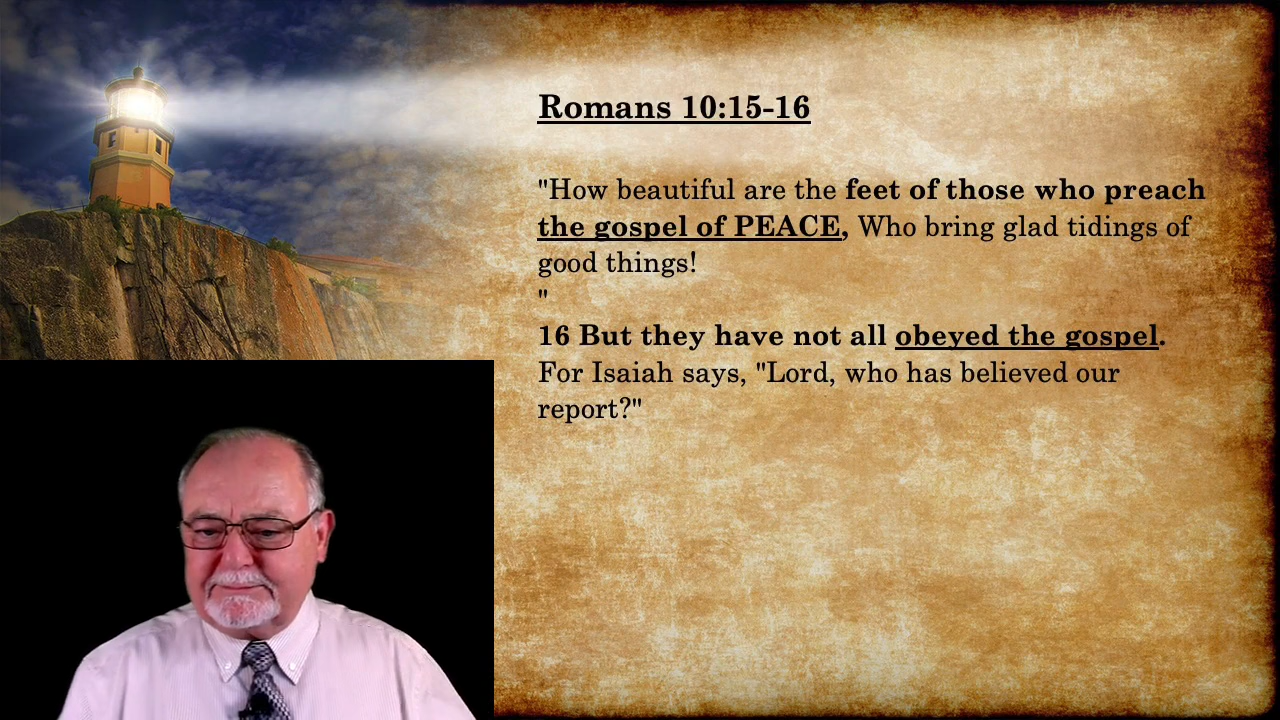 Romans 10:15-16
"How beautiful are the feet of those who preach
the gospel of PEACE, Who bring glad tidings of
good things!
"
16 But they have not all obeyed the gospel.
For Isaiah says, "Lord, who has believed our
report?"